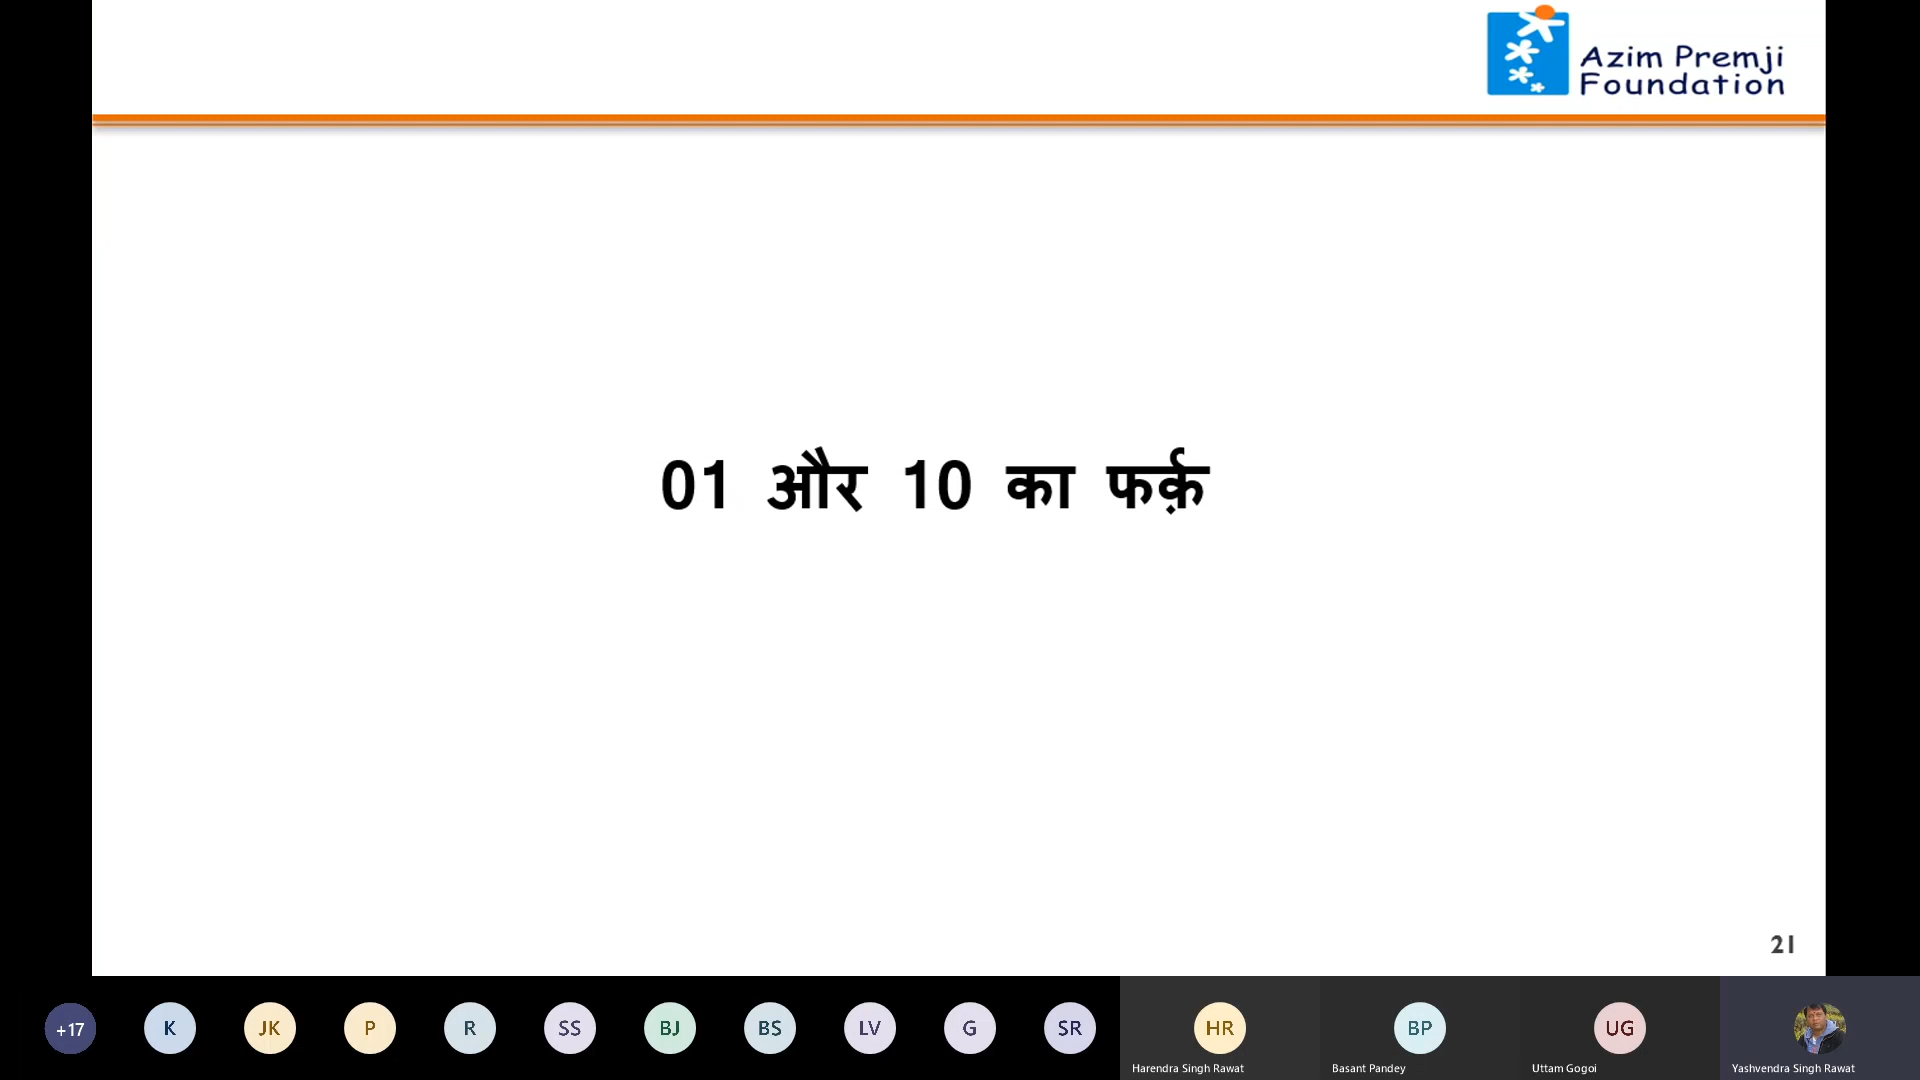 Azim Premji
Foundation
01 और 10 का फर्क़
21
+17
K
JK
P
R
SS
BJ
BS
LV
G
SR
HR
BP
UG
Harendra Singh Rawat
Basant Pandey
Uttam Gogoi
Yashvendra Singh Rawat